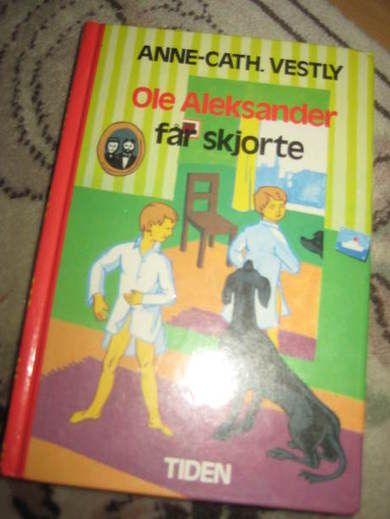 ANNE-CATH. VESTLY
Ole Aleksander
får skjorte
TIDEN